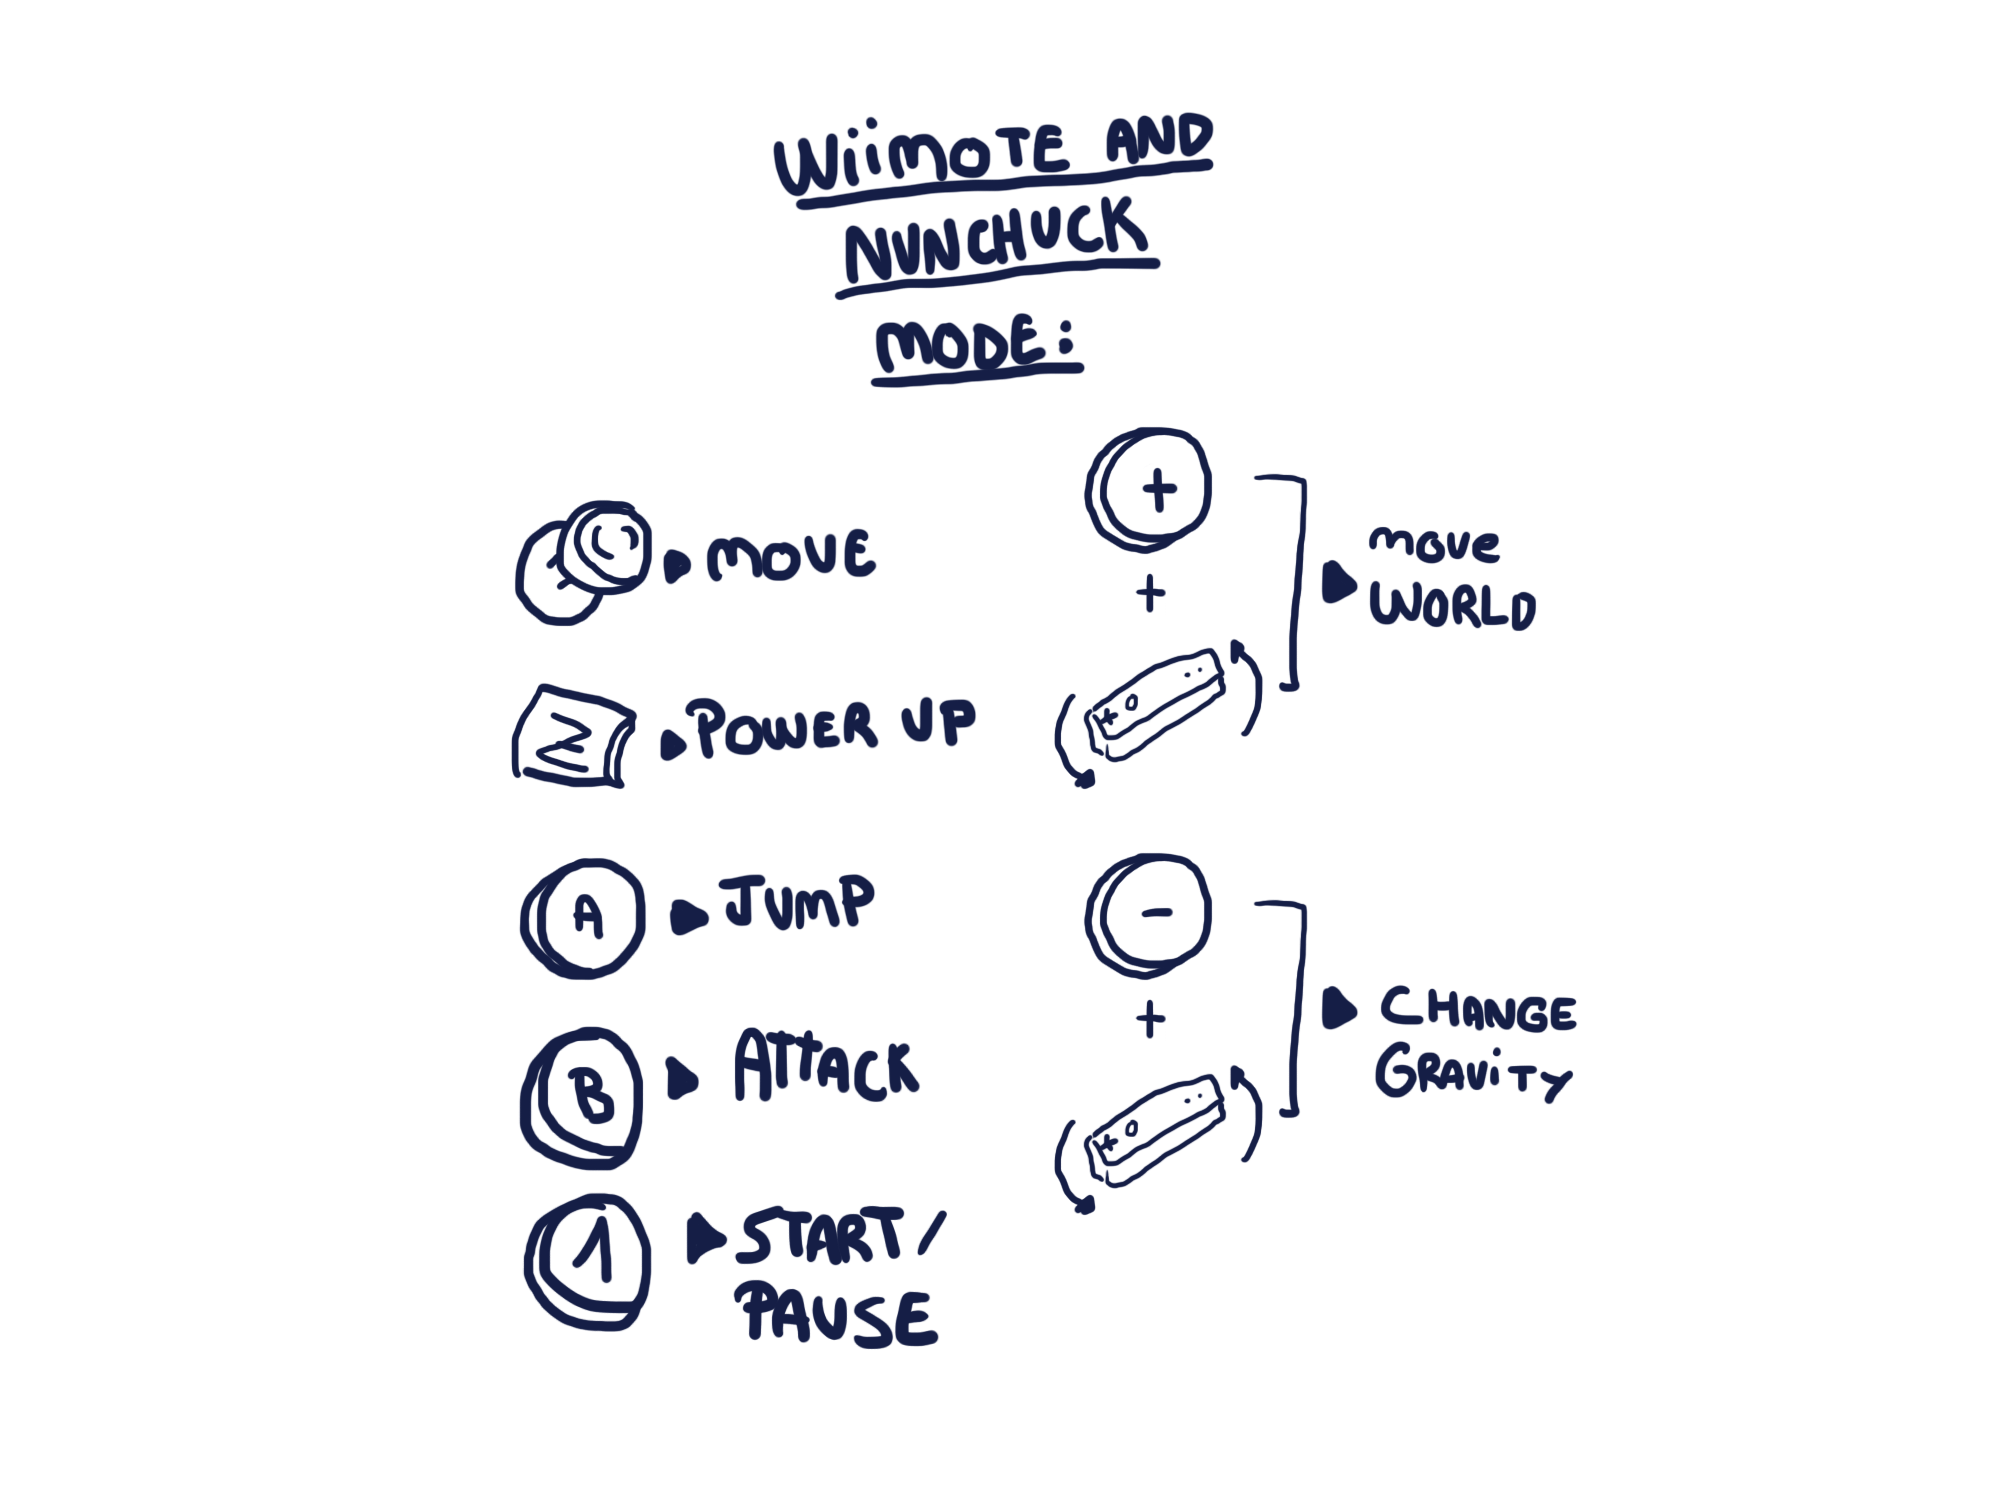 WiiMOTE AND
NUNCHUCK
MODE:
MOVE
Z POWER UP
A JUMP
B ATTACK
1 START/
PAUSE
+
+
move
WORLD
-
+
CHANGE
GRAViTY